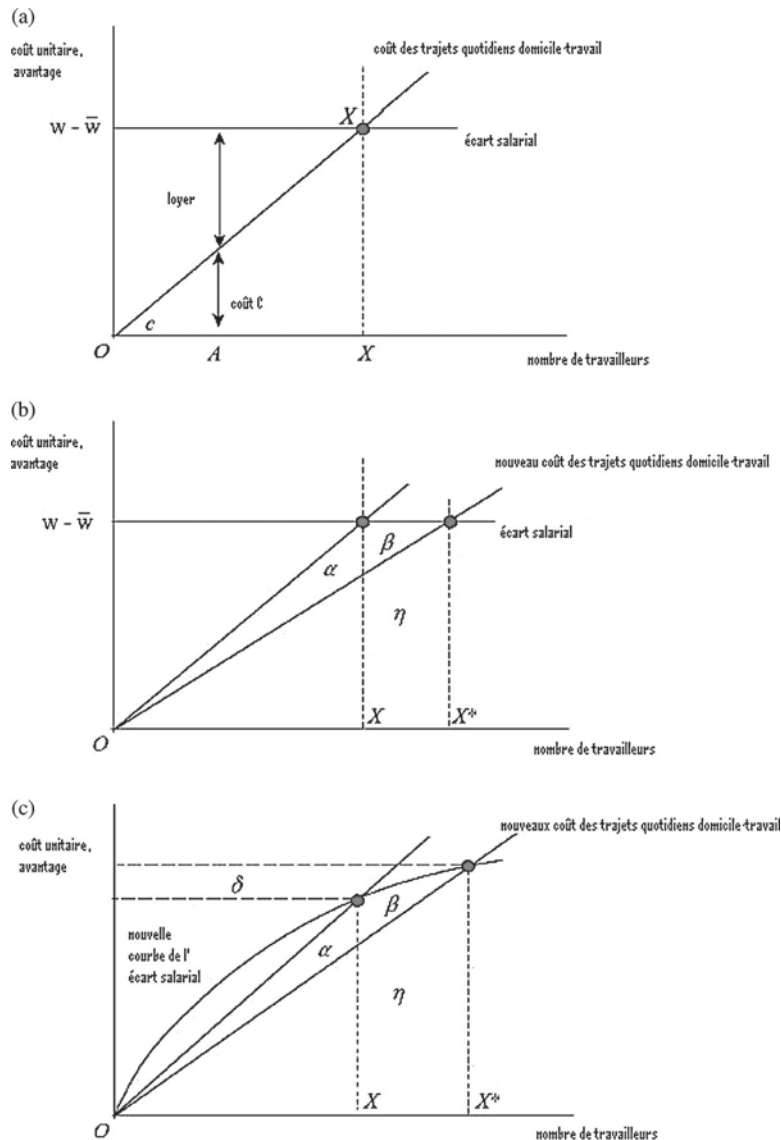 (a)
coût unitaire,
avantage
coût des trajets quotidiens domicile-travail
X
w - w̅
écart salarial
loyer
coût C
c
O
A
X
nombre de travailleurs
(b)
coût unitaire,
avantage
nouveau coût des trajets quotidiens domicile-travail
w - w̅
écart salarial
β
α
η
X
X*
O
nombre de travailleurs
(c)
nouveaux coût des trajets quotidiens domicile-travail
coût unitaire,
avantage
δ
β
nouvelle
courbe de l'
écart salarial
α
η
X
X*
O
nombre de travailleurs